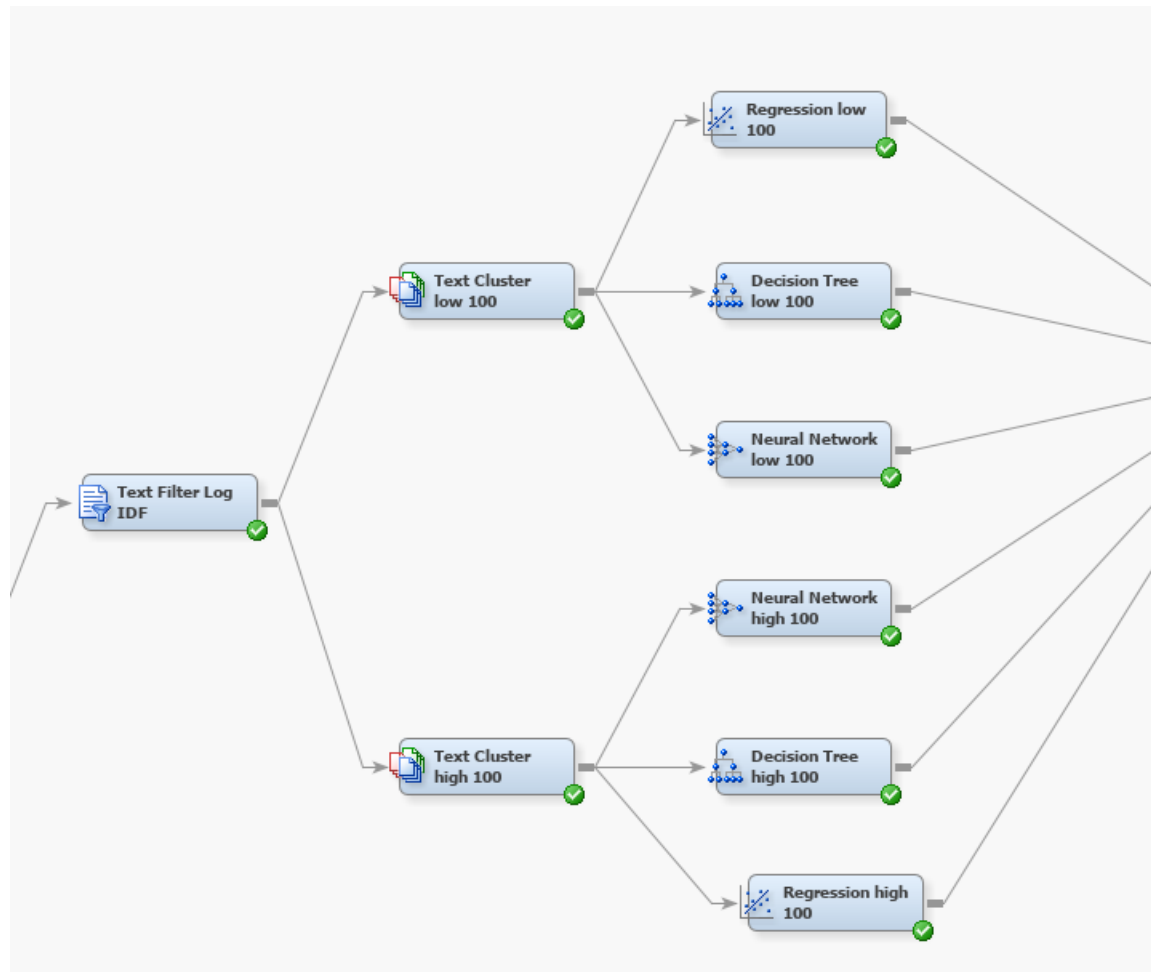 Regression low
100
Text Cluster
low 100
Decision Tree
low 100
Neural Network
low 100
Text Filter Log
IDF
Neural Network
high 100
Text Cluster
high 100
Decision Tree
high 100
Regression high
100